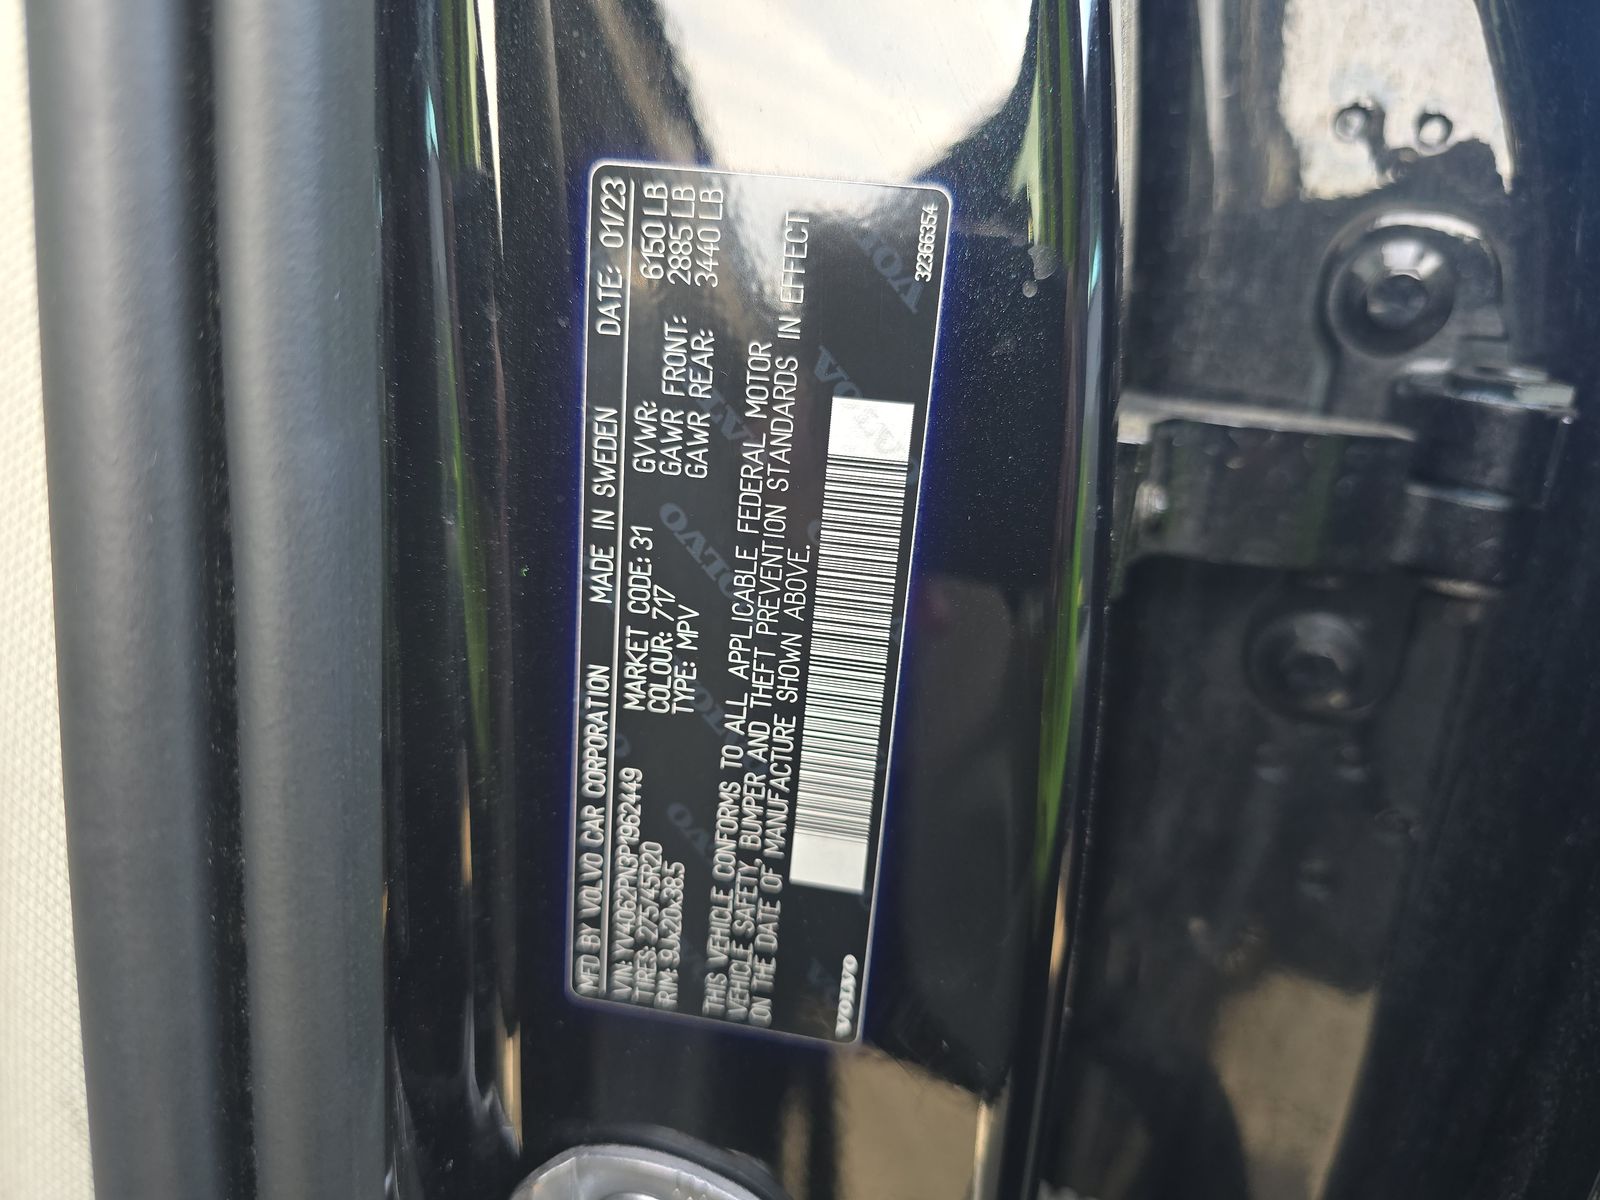 MFD BY VOLVO CAR CORPORATION MADE IN SWEDEN DATE: 01/23
VIN: YV4062PN3P1962449 MARKET CODE: 31 GVWR: 6150 LB
TIRES: 275/45R20 COLOUR: 717 GAWR FRONT: 2885 LB
RIM: 9JX20X38.5 TYPE: MPV GAWR REAR: 3440 LB
THIS VEHICLE CONFORMS TO ALL APPLICABLE FEDERAL MOTOR
VEHICLE SAFETY, BUMPER AND THEFT PREVENTION STANDARDS IN EFFECT
ON THE DATE OF MANUFACTURE SHOWN ABOVE.
VOLVO 32366354